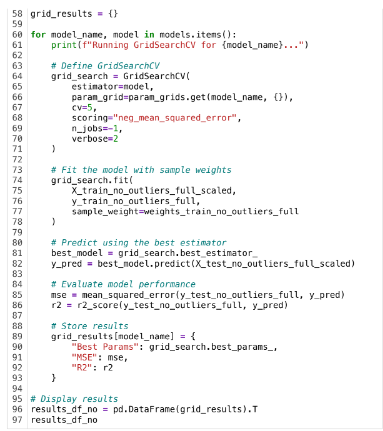 58 grid_results = {}
59
60 for model_name, model in models.items():
61     print(f"Running GridSearchCV for {model_name}...")
62
63     # Define GridSearchCV
64     grid_search = GridSearchCV(
65         estimator=model,
66         param_grid=param_grids.get(model_name, {}),
67         cv=5,
68         scoring="neg_mean_squared_error",
69         n_jobs=-1,
70         verbose=2
71     )
72
73     # Fit the model with sample weights
74     grid_search.fit(
75         X_train_no_outliers_full_scaled,
76         y_train_no_outliers_full,
77         sample_weight=weights_train_no_outliers_full
78     )
79
80     # Predict using the best estimator
81     best_model = grid_search.best_estimator_
82     y_pred = best_model.predict(X_test_no_outliers_full_scaled)
83
84     # Evaluate model performance
85     mse = mean_squared_error(y_test_no_outliers_full, y_pred)
86     r2 = r2_score(y_test_no_outliers_full, y_pred)
87
88     # Store results
89     grid_results[model_name] = {
90         "Best Params": grid_search.best_params_,
91         "MSE": mse,
92         "R2": r2
93     }
94
95 # Display results
96 results_df_no = pd.DataFrame(grid_results).T
97 results_df_no